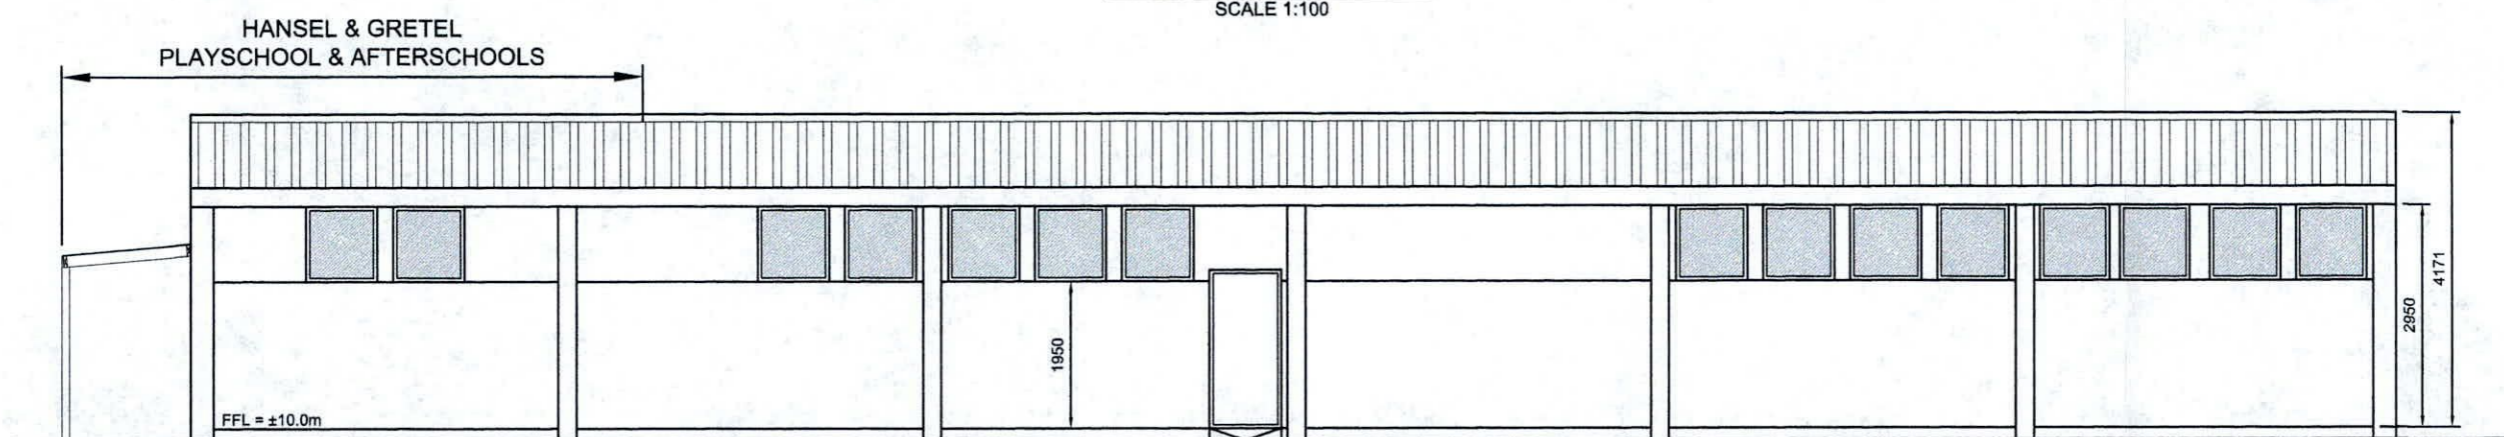 SCALE 1:100
HANSEL & GRETEL
PLAYSCHOOL & AFTERSCHOOLS
1950
2950
4171
FFL = ±10.0m